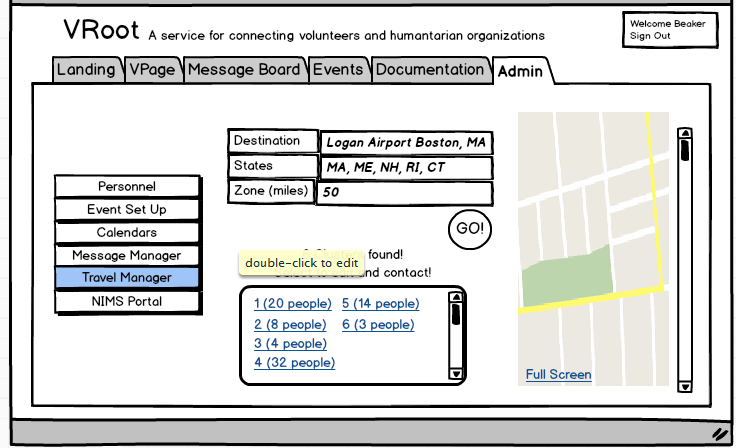 VRoot A service for connecting volunteers and humanitarian organizations
Welcome Beaker
Sign Out
Landing VPage Message Board Events Documentation Admin
Destination Logan Airport Boston, MA
States MA, ME, NH, RI, CT
Zone (miles) 50
GO!
Personnel
Event Set Up
Calendars
Message Manager
Travel Manager
NIMS Portal
found!
double-click to edit
and contact!
1 (20 people) 5 (14 people)
2 (8 people) 6 (3 people)
3 (4 people)
4 (32 people)
Full Screen